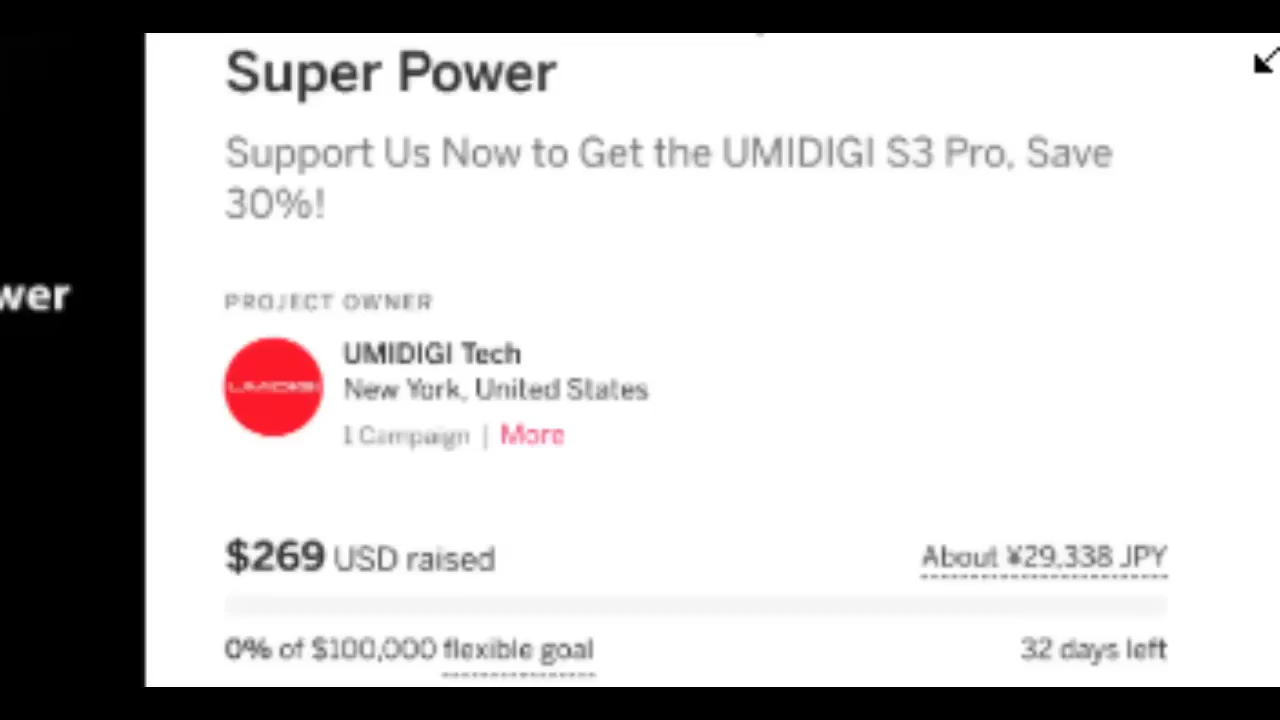 Super Power
Support Us Now to Get the UMIDIGI S3 Pro, Save
30%!
wer
PROJECT OWNER
UMIDIGI
UMIDIGI Tech
New York, United States
1 Campaign | More
$269 USD raised
About ¥29,338 JPY
0% of $100,000 flexible goal
32 days left